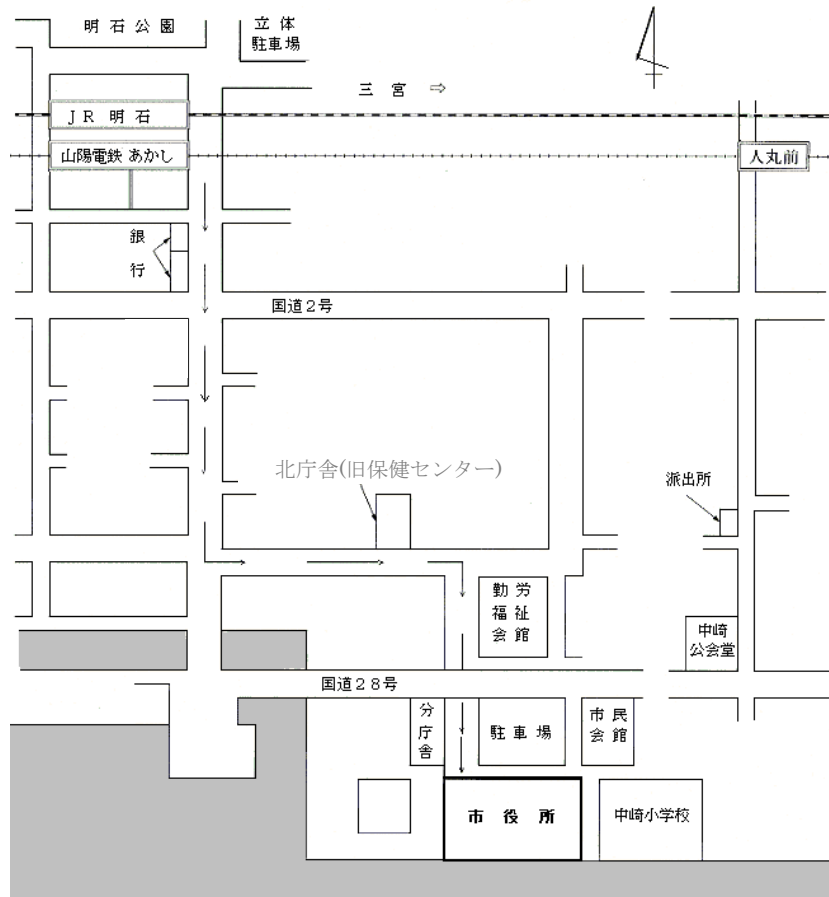 明石公園
立体
駐車場
三宮 ⇒
JR 明石
山陽電鉄 あかし
人丸前
銀
行
国道2号
北庁舎(旧保健センター)
派出所
勤労
福祉
会館
中崎
公会堂
国道28号
分
庁
舎
駐車場
市民
会館
市役所
中崎小学校